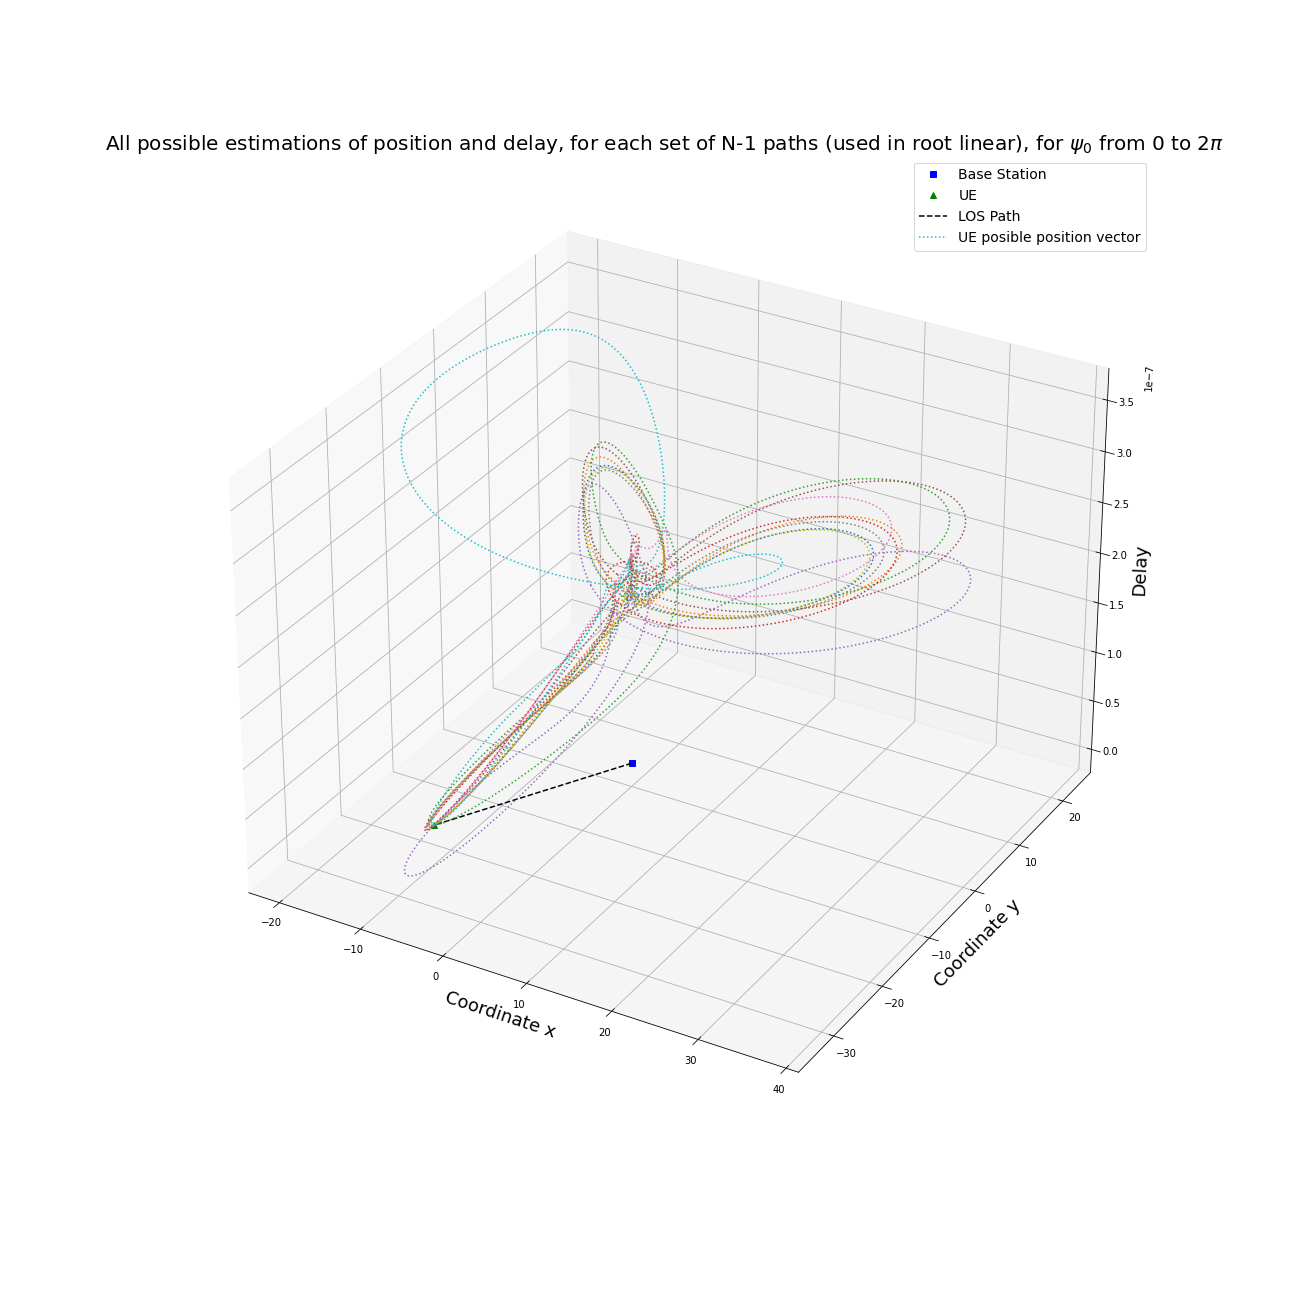 All possible estimations of position and delay, for each set of N-1 paths (used in root linear), for ψ₀ from 0 to 2π
Base Station
UE
LOS Path
UE posible position vector
1e−7
3.5
3.0
2.5
2.0
1.5
1.0
0.5
0.0
Delay
20
10
0
−10
−20
−30
Coordinate y
−20
−10
0
10
20
30
40
Coordinate x